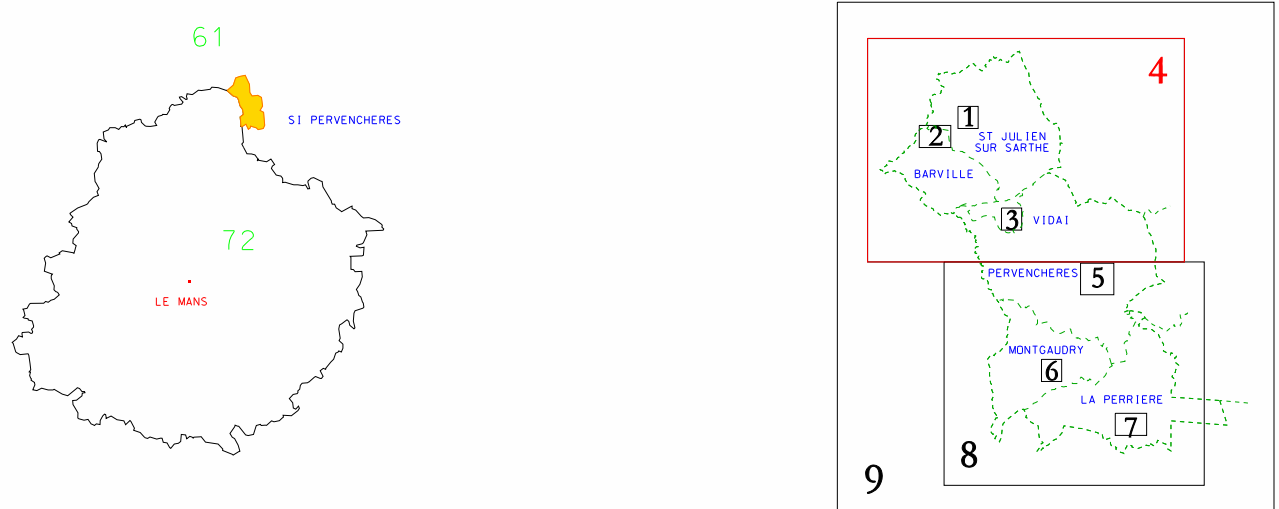 61
SI PERVENCHERES
72
LE MANS
4
1
2
ST JULIEN
SUR SARTHE
BARVILLE
3
VIDAI
PERVENCHERES
5
MONTGAUDRY
6
LA PERRIERE
7
8
9